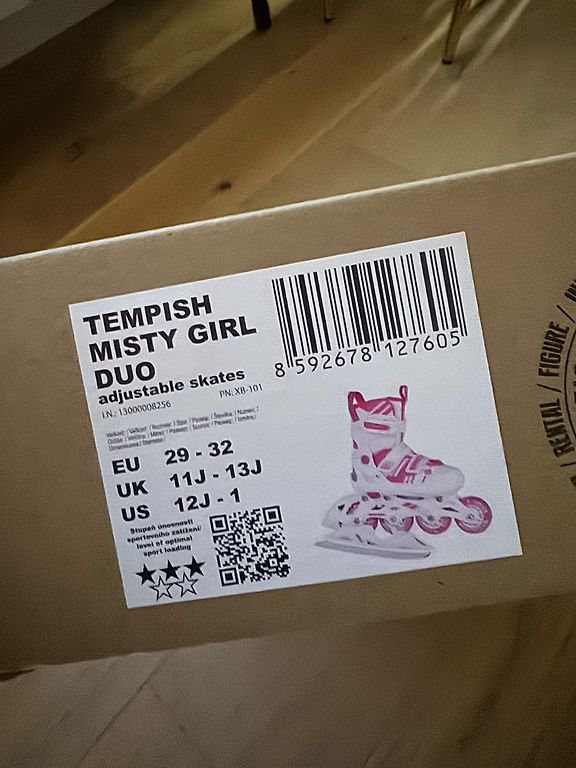 TEMPISH
MISTY GIRL
DUO
adjustable skates
I.N.: 13000008256
PN: XB-101
8 592678 127605
EU 29 - 32
UK 11J - 13J
US 12J - 1
Stupeň únosnosti
sportovního zatížení/
level of optimal
sport loading
RENTAL / FIGURE /